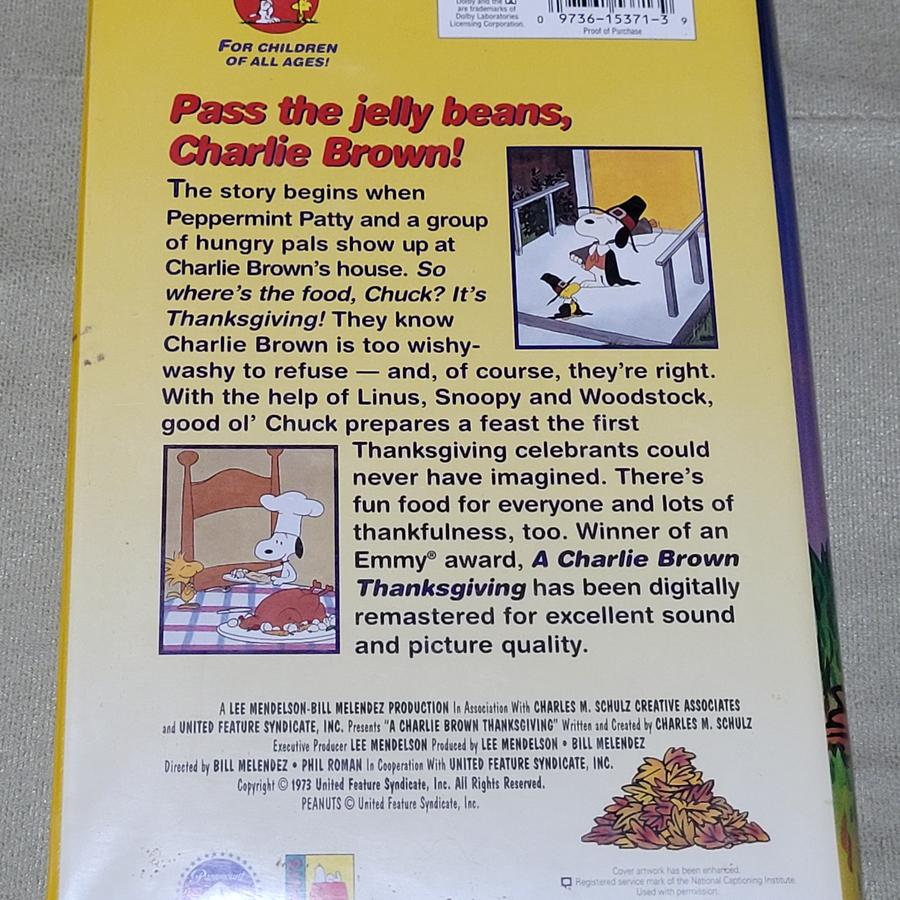 Dolby and the
are trademarks of
Dolby Laboratories
Licensing Corporation.
0 9736-15371-3 9
Proof of Purchase
FOR CHILDREN
OF ALL AGES!
Pass the jelly beans,
Charlie Brown!
The story begins when
Peppermint Patty and a group
of hungry pals show up at
Charlie Brown's house. So
where's the food, Chuck? It's
Thanksgiving! They know
Charlie Brown is too wishy-
washy to refuse — and, of course, they're right.
With the help of Linus, Snoopy and Woodstock,
good ol' Chuck prepares a feast the first
Thanksgiving celebrants could
never have imagined. There's
fun food for everyone and lots of
thankfulness, too. Winner of an
Emmy® award, A Charlie Brown
Thanksgiving has been digitally
remastered for excellent sound
and picture quality.
A LEE MENDELSON-BILL MELENDEZ PRODUCTION In Association With CHARLES M. SCHULZ CREATIVE ASSOCIATES
and UNITED FEATURE SYNDICATE, INC. Presents "A CHARLIE BROWN THANKSGIVING" Written and Created by CHARLES M. SCHULZ
Executive Producer LEE MENDELSON Produced by LEE MENDELSON • BILL MELENDEZ
Directed by BILL MELENDEZ • PHIL ROMAN In Cooperation With UNITED FEATURE SYNDICATE, INC.
Copyright © 1973 United Feature Syndicate, Inc. All Rights Reserved.
PEANUTS © United Feature Syndicate, Inc.
Paramount
Cover artwork has been enhanced.
Registered service mark of the National Captioning Institute.
Used with permission.